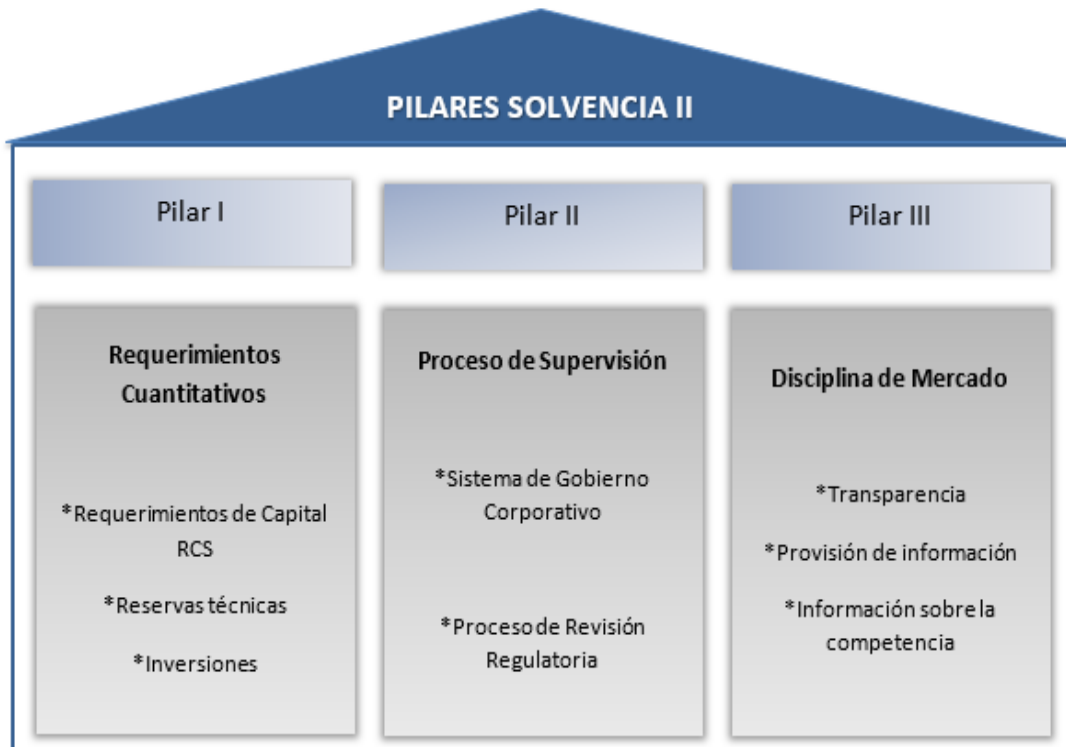 PILARES SOLVENCIA II
Pilar I
Requerimientos
Cuantitativos
*Requerimientos de Capital
RCS
*Reservas técnicas
*Inversiones
Pilar II
Proceso de Supervisión
*Sistema de Gobierno
Corporativo
*Proceso de Revisión
Regulatoria
Pilar III
Disciplina de Mercado
*Transparencia
*Provisión de información
*Información sobre la
competencia